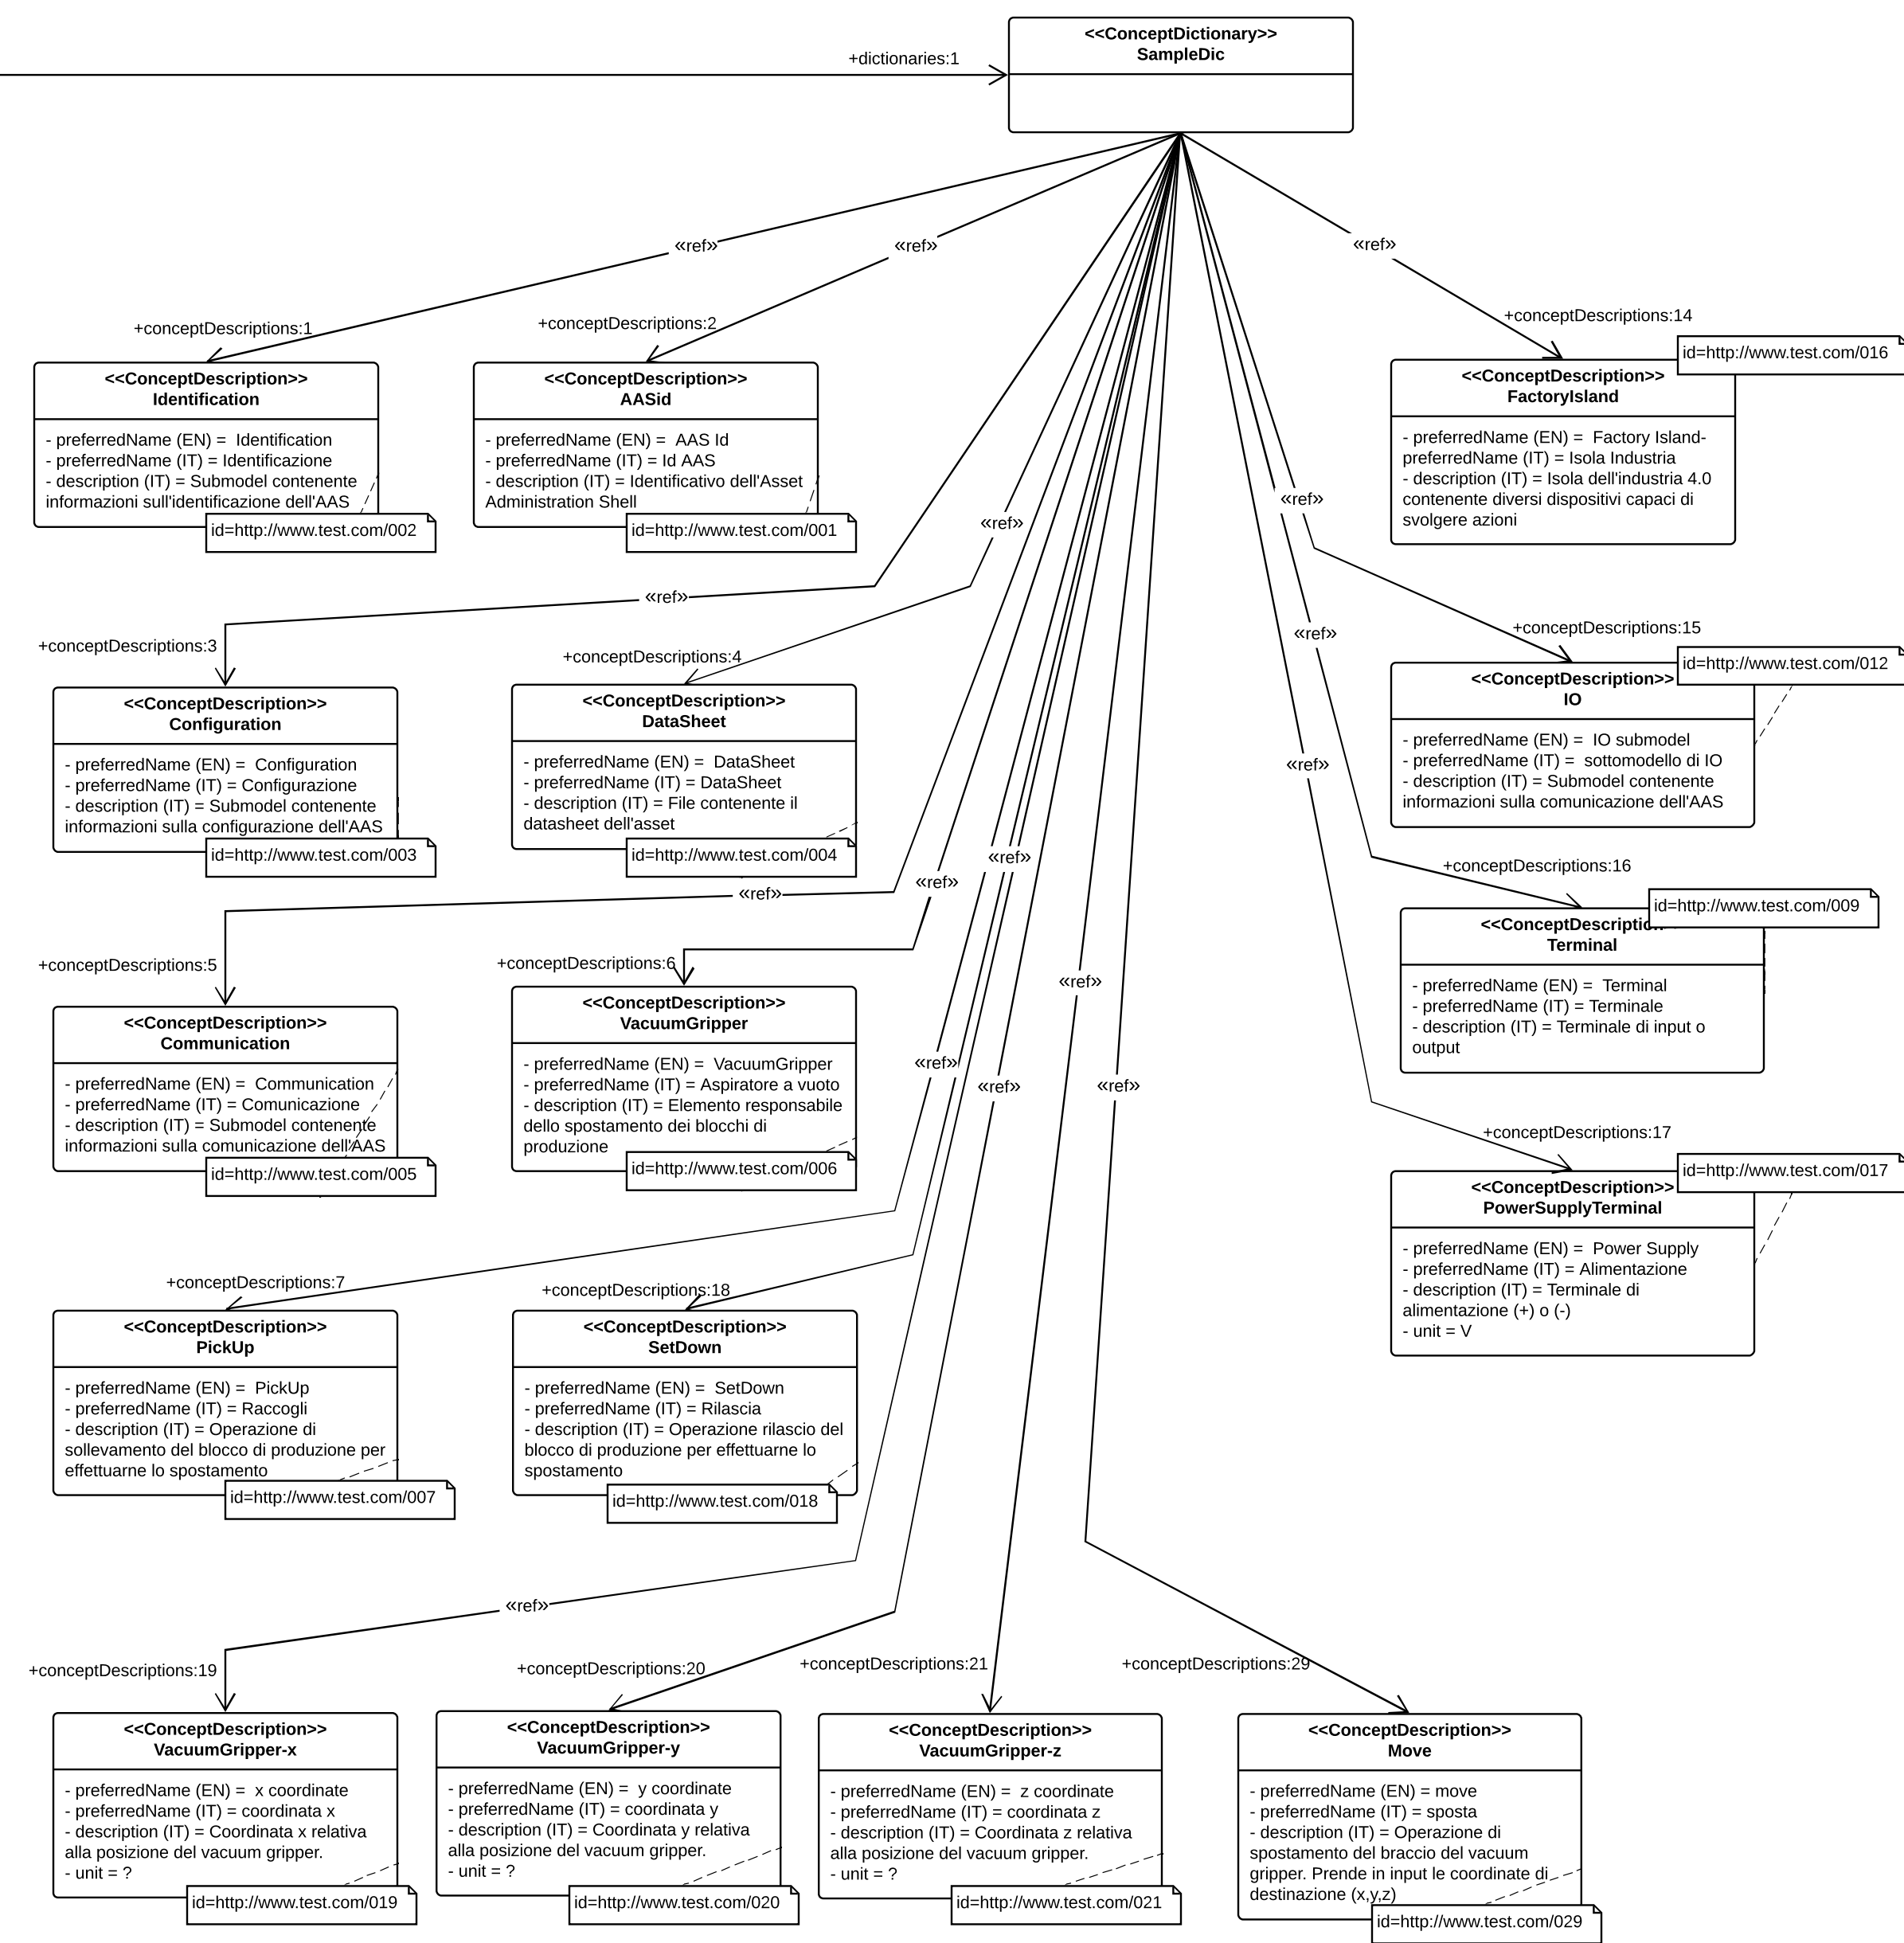 <<ConceptDictionary>>
SampleDic
+dictionaries:1
«ref»
«ref»
«ref»
+conceptDescriptions:1
<<ConceptDescription>>
Identification
- preferredName (EN) =  Identification
- preferredName (IT) = Identificazione
- description (IT) = Submodel contenente
informazioni sull'identificazione dell'AAS
id=http://www.test.com/002
+conceptDescriptions:2
<<ConceptDescription>>
AASid
- preferredName (EN) =  AAS Id
- preferredName (IT) = Id AAS
- description (IT) = Identificativo dell'Asset
Administration Shell
id=http://www.test.com/001
+conceptDescriptions:14
id=http://www.test.com/016
<<ConceptDescription>>
FactoryIsland
- preferredName (EN) =  Factory Island-
preferredName (IT) = Isola Industria
- description (IT) = Isola dell'industria 4.0
contenente diversi dispositivi capaci di
svolgere azioni
«ref»
«ref»
«ref»
«ref»
+conceptDescriptions:3
<<ConceptDescription>>
Configuration
- preferredName (EN) =  Configuration
- preferredName (IT) = Configurazione
- description (IT) = Submodel contenente
informazioni sulla configurazione dell'AAS
id=http://www.test.com/003
+conceptDescriptions:4
<<ConceptDescription>>
DataSheet
- preferredName (EN) =  DataSheet
- preferredName (IT) = DataSheet
- description (IT) = File contenente il
datasheet dell'asset
id=http://www.test.com/004
+conceptDescriptions:15
id=http://www.test.com/012
<<ConceptDescription>>
IO
- preferredName (EN) =  IO submodel
- preferredName (IT) =  sottomodello di IO
- description (IT) = Submodel contenente
informazioni sulla comunicazione dell'AAS
«ref»
«ref»
«ref»
«ref»
+conceptDescriptions:16
id=http://www.test.com/009
<<ConceptDescription
Terminal
- preferredName (EN) =  Terminal
- preferredName (IT) = Terminale
- description (IT) = Terminale di input o
output
+conceptDescriptions:5
<<ConceptDescription>>
Communication
- preferredName (EN) =  Communication
- preferredName (IT) = Comunicazione
- description (IT) = Submodel contenente
informazioni sulla comunicazione dell'AAS
id=http://www.test.com/005
+conceptDescriptions:6
<<ConceptDescription>>
VacuumGripper
- preferredName (EN) =  VacuumGripper
- preferredName (IT) = Aspiratore a vuoto
- description (IT) = Elemento responsabile
dello spostamento dei blocchi di
produzione
id=http://www.test.com/006
«ref»
«ref»
«ref»
«ref»
+conceptDescriptions:17
id=http://www.test.com/017
<<ConceptDescription>>
PowerSupplyTerminal
- preferredName (EN) =  Power Supply
- preferredName (IT) = Alimentazione
- description (IT) = Terminale di
alimentazione (+) o (-)
- unit = V
+conceptDescriptions:7
<<ConceptDescription>>
PickUp
- preferredName (EN) =  PickUp
- preferredName (IT) = Raccogli
- description (IT) = Operazione di
sollevamento del blocco di produzione per
effettuarne lo spostamento
id=http://www.test.com/007
+conceptDescriptions:18
<<ConceptDescription>>
SetDown
- preferredName (EN) =  SetDown
- preferredName (IT) = Rilascia
- description (IT) = Operazione rilascio del
blocco di produzione per effettuarne lo
spostamento
id=http://www.test.com/018
«ref»
+conceptDescriptions:19
<<ConceptDescription>>
VacuumGripper-x
- preferredName (EN) =  x coordinate
- preferredName (IT) = coordinata x
- description (IT) = Coordinata x relativa
alla posizione del vacuum gripper.
- unit = ?
id=http://www.test.com/019
+conceptDescriptions:20
<<ConceptDescription>>
VacuumGripper-y
- preferredName (EN) =  y coordinate
- preferredName (IT) = coordinata y
- description (IT) = Coordinata y relativa
alla posizione del vacuum gripper.
- unit = ?
id=http://www.test.com/020
+conceptDescriptions:21
<<ConceptDescription>>
VacuumGripper-z
- preferredName (EN) =  z coordinate
- preferredName (IT) = coordinata z
- description (IT) = Coordinata z relativa
alla posizione del vacuum gripper.
- unit = ?
id=http://www.test.com/021
+conceptDescriptions:29
<<ConceptDescription>>
Move
- preferredName (EN) = move
- preferredName (IT) = sposta
- description (IT) = Operazione di
spostamento del braccio del vacuum
gripper. Prende in input le coordinate di
destinazione (x,y,z)
id=http://www.test.com/029